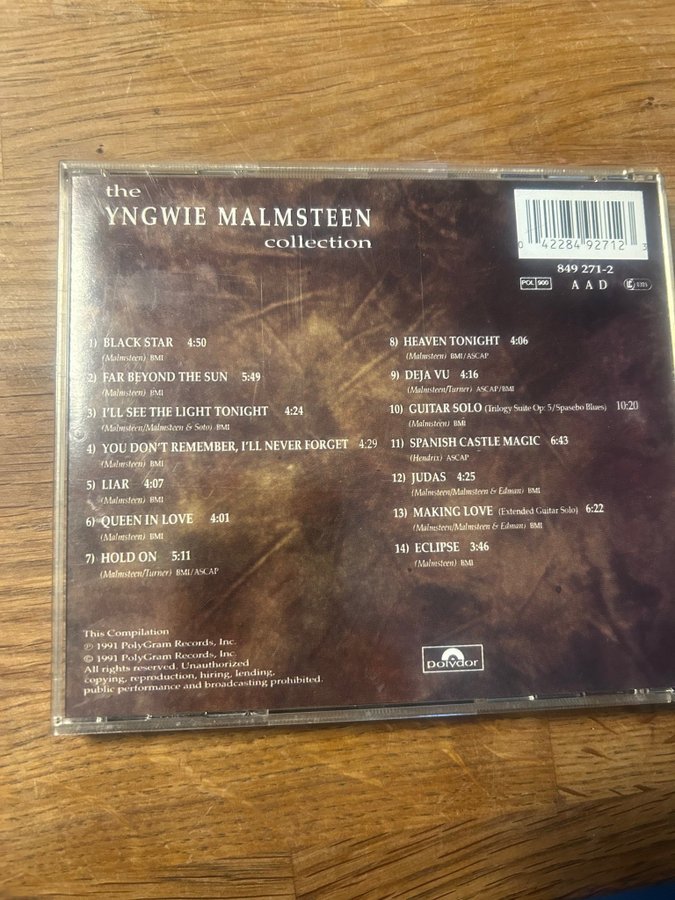 the
YNGWIE MALMSTEEN
collection
0 42284 92712 3
849 271-2
POL 900 AAD LC 0309
1) BLACK STAR 4:50
(Malmsteen) BMI
2) FAR BEYOND THE SUN 5:49
(Malmsteen) BMI
3) I'LL SEE THE LIGHT TONIGHT 4:24
(Malmsteen/Malmsteen & Soto) BMI
4) YOU DON'T REMEMBER, I'LL NEVER FORGET 4:29
(Malmsteen) BMI
5) LIAR 4:07
(Malmsteen) BMI
6) QUEEN IN LOVE 4:01
(Malmsteen) BMI
7) HOLD ON 5:11
(Malmsteen/Turner) BMI/ASCAP
8) HEAVEN TONIGHT 4:06
(Malmsteen) BMI/ASCAP
9) DEJA VU 4:16
(Malmsteen/Turner) ASCAP/BMI
10) GUITAR SOLO (Trilogy Suite Op: 5/Spasebo Blues) 10:20
(Malmsteen) BMI
11) SPANISH CASTLE MAGIC 6:43
(Hendrix) ASCAP
12) JUDAS 4:25
(Malmsteen/Malmsteen & Edman) BMI
13) MAKING LOVE (Extended Guitar Solo) 6:22
(Malmsteen/Malmsteen & Edman) BMI
14) ECLIPSE 3:46
(Malmsteen) BMI
This Compilation
℗ 1991 PolyGram Records, Inc.
© 1991 PolyGram Records, Inc.
All rights reserved. Unauthorized
copying, reproduction, hiring, lending,
public performance and broadcasting prohibited.
polydor